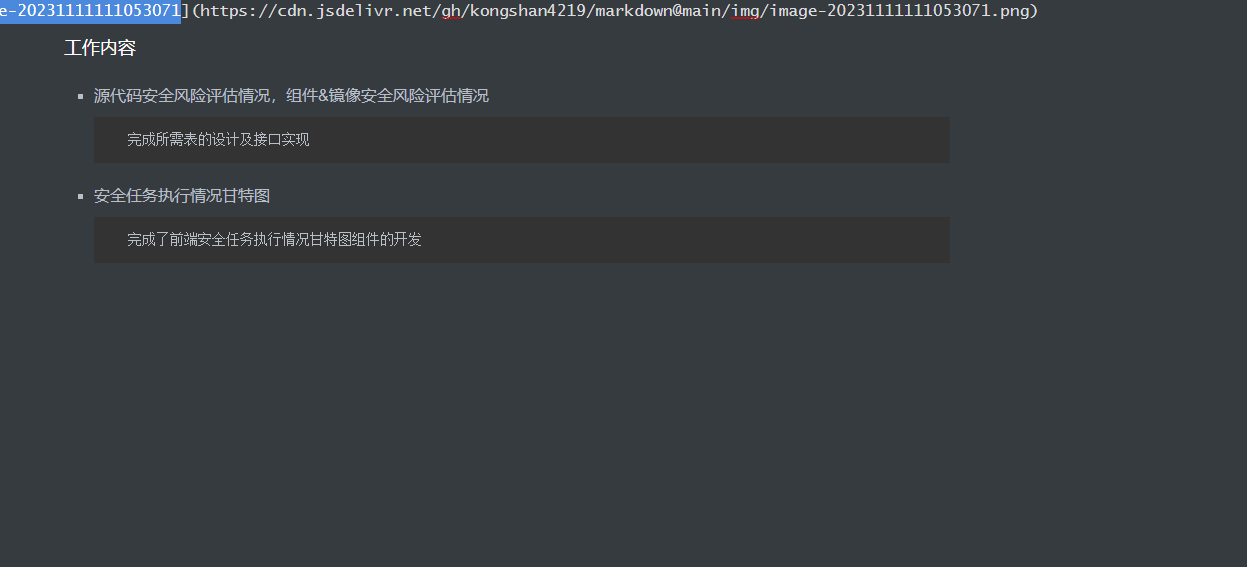 e-20231111111053071](https://cdn.jsdelivr.net/gh/kongshan4219/markdown@main/img/image-20231111111053071.png)
工作内容
源代码安全风险评估情况，组件&镜像安全风险评估情况
完成所需表的设计及接口实现
安全任务执行情况甘特图
完成了前端安全任务执行情况甘特图组件的开发